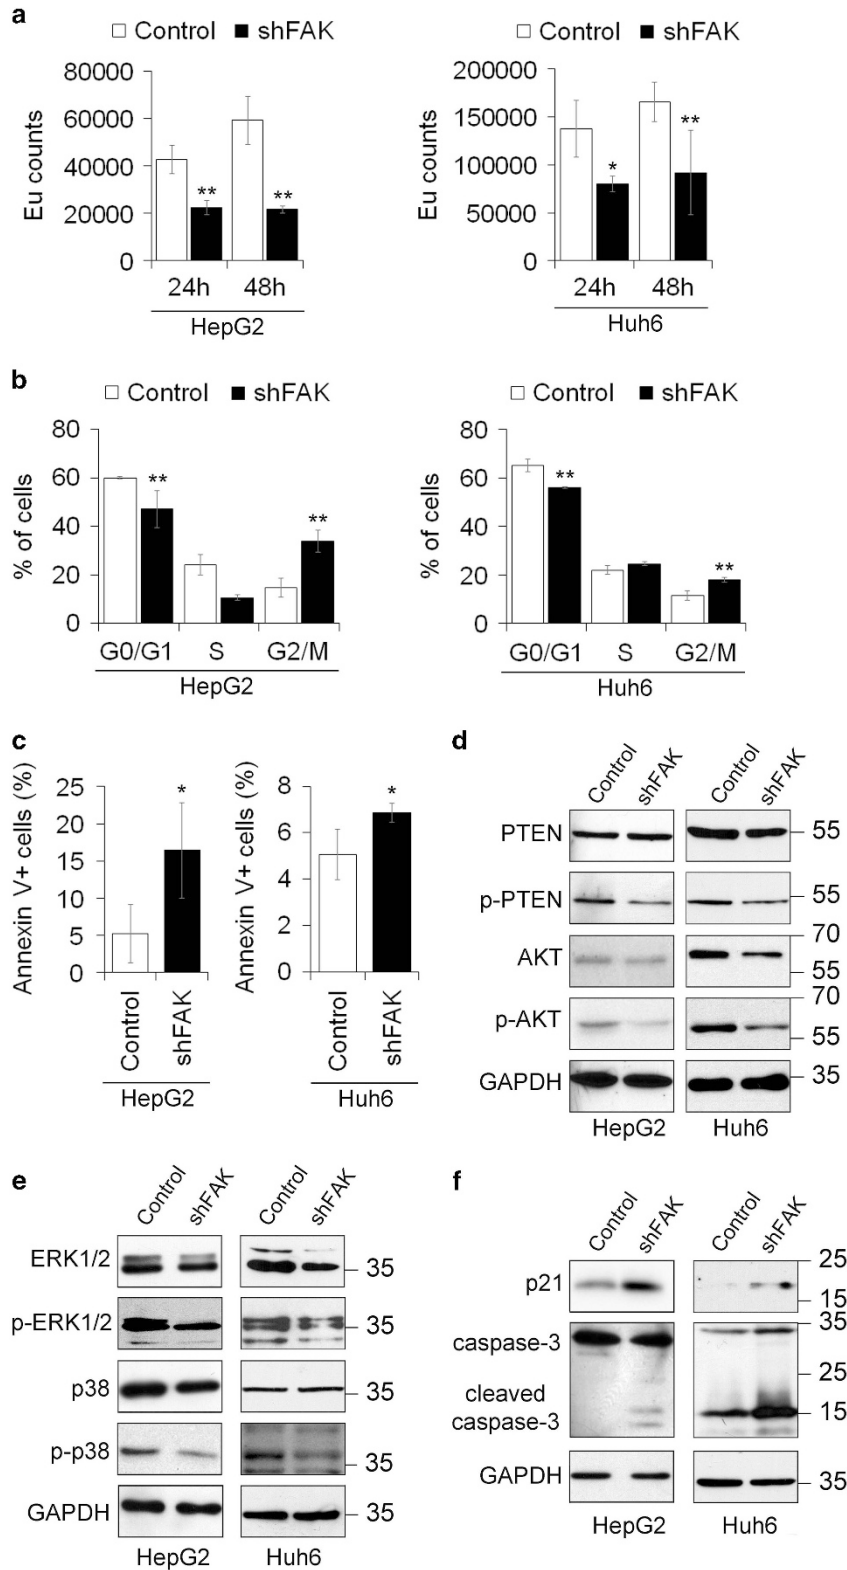 a
Control shFAK
Eu counts
80000
60000
40000
20000
0
** **
24h 48h
HepG2
Control shFAK
Eu counts
200000
150000
100000
50000
0
* **
24h 48h
Huh6
b
Control shFAK
% of cells
80
60
40
20
0
** **
G0/G1 S G2/M
HepG2
Control shFAK
% of cells
80
60
40
20
0
** **
G0/G1 S G2/M
Huh6
c
Annexin V+ cells (%)
25
20
15
10
5
0
*
Control shFAK
HepG2
Annexin V+ cells (%)
8
6
4
2
0
*
Control shFAK
Huh6
d
Control shFAK Control shFAK
PTEN 55
p-PTEN 55
AKT 70
55
p-AKT 70
55
GAPDH 35
HepG2 Huh6
e
Control shFAK Control shFAK
ERK1/2 35
p-ERK1/2 35
p38 35
p-p38 35
GAPDH 35
HepG2 Huh6
f
Control shFAK Control shFAK
25
p21
15
35
caspase-3
25
cleaved
caspase-3 15
GAPDH 35
HepG2 Huh6